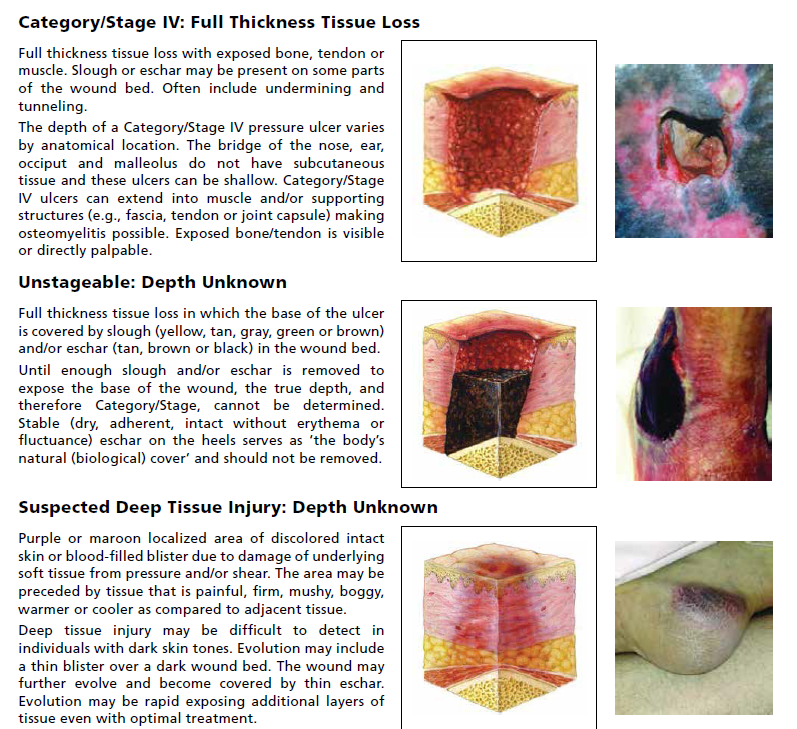 Category/Stage IV: Full Thickness Tissue Loss
Full thickness tissue loss with exposed bone, tendon or
muscle. Slough or eschar may be present on some parts
of the wound bed. Often include undermining and
tunneling.
The depth of a Category/Stage IV pressure ulcer varies
by anatomical location. The bridge of the nose, ear,
occiput and malleolus do not have subcutaneous
tissue and these ulcers can be shallow. Category/Stage
IV ulcers can extend into muscle and/or supporting
structures (e.g., fascia, tendon or joint capsule) making
osteomyelitis possible. Exposed bone/tendon is visible
or directly palpable.
Unstageable: Depth Unknown
Full thickness tissue loss in which the base of the ulcer
is covered by slough (yellow, tan, gray, green or brown)
and/or eschar (tan, brown or black) in the wound bed.
Until enough slough and/or eschar is removed to
expose the base of the wound, the true depth, and
therefore Category/Stage, cannot be determined.
Stable (dry, adherent, intact without erythema or
fluctuance) eschar on the heels serves as ‘the body’s
natural (biological) cover’ and should not be removed.
Suspected Deep Tissue Injury: Depth Unknown
Purple or maroon localized area of discolored intact
skin or blood-filled blister due to damage of underlying
soft tissue from pressure and/or shear. The area may be
preceded by tissue that is painful, firm, mushy, boggy,
warmer or cooler as compared to adjacent tissue.
Deep tissue injury may be difficult to detect in
individuals with dark skin tones. Evolution may include
a thin blister over a dark wound bed. The wound may
further evolve and become covered by thin eschar.
Evolution may be rapid exposing additional layers of
tissue even with optimal treatment.